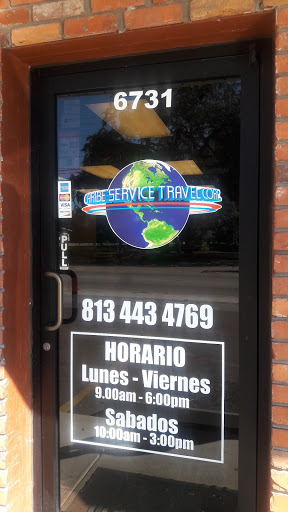 6731
CARIBE SERVICE TRAVEL CORP.
VISA
PULL
813 443 4769
HORARIO
Lunes - Viernes
9.00am - 6:00pm
Sabados
10:00am - 3:00pm